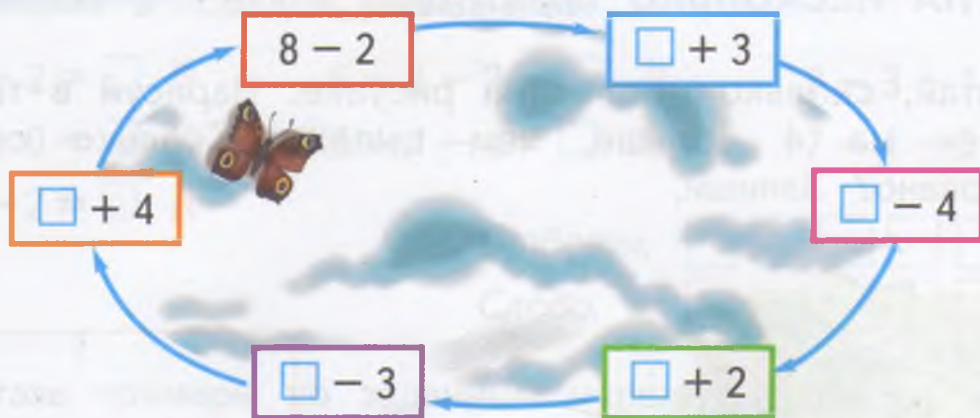 8 − 2
□ + 3
□ − 4
□ + 2
□ − 3
□ + 4